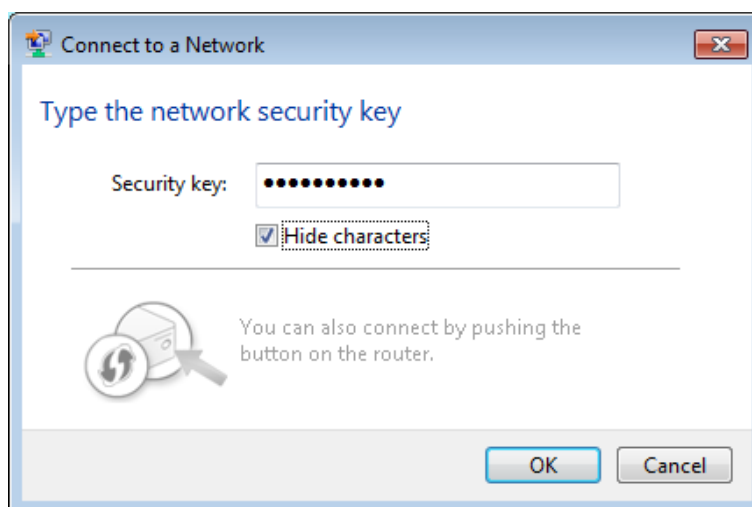 Connect to a Network
Type the network security key
Security key: ••••••••••
Hide characters
You can also connect by pushing the
button on the router.
OK Cancel